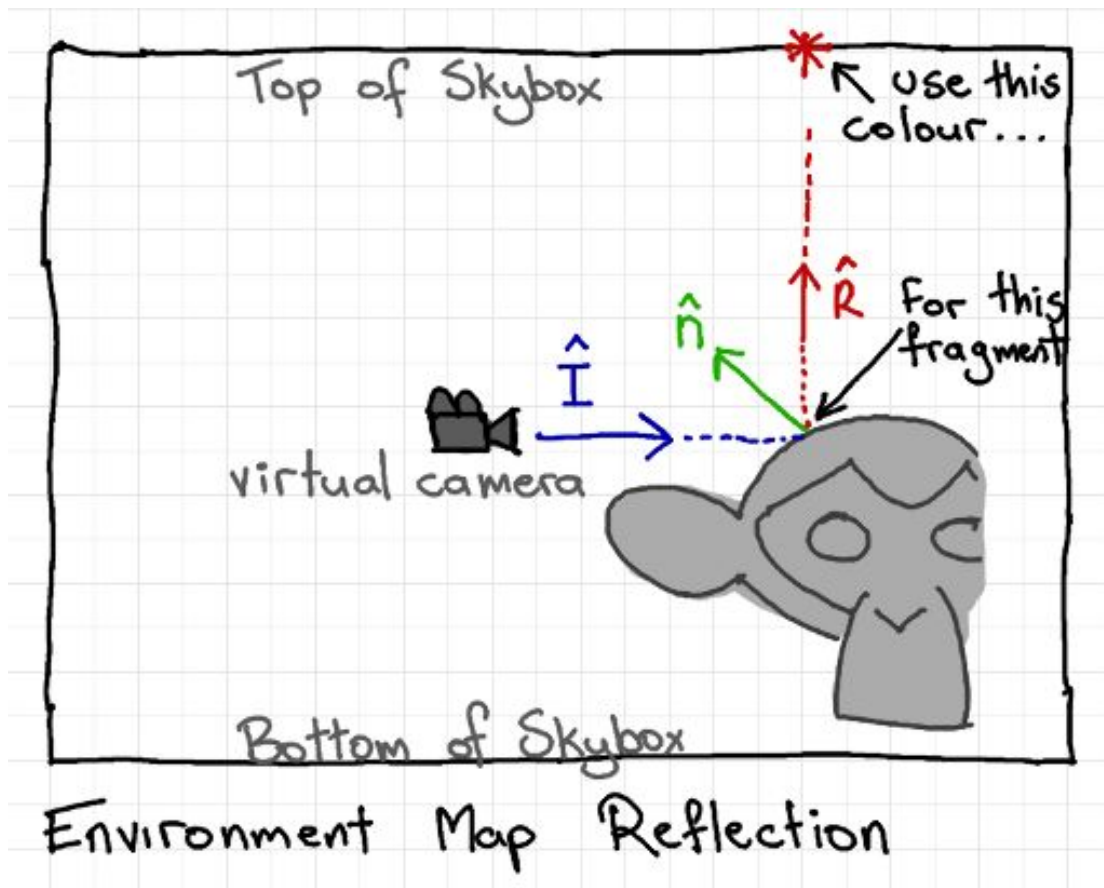 Top of Skybox
use this
colour...
R̂
For this
fragment
n̂
Î
virtual camera
Bottom of Skybox
Environment Map Reflection